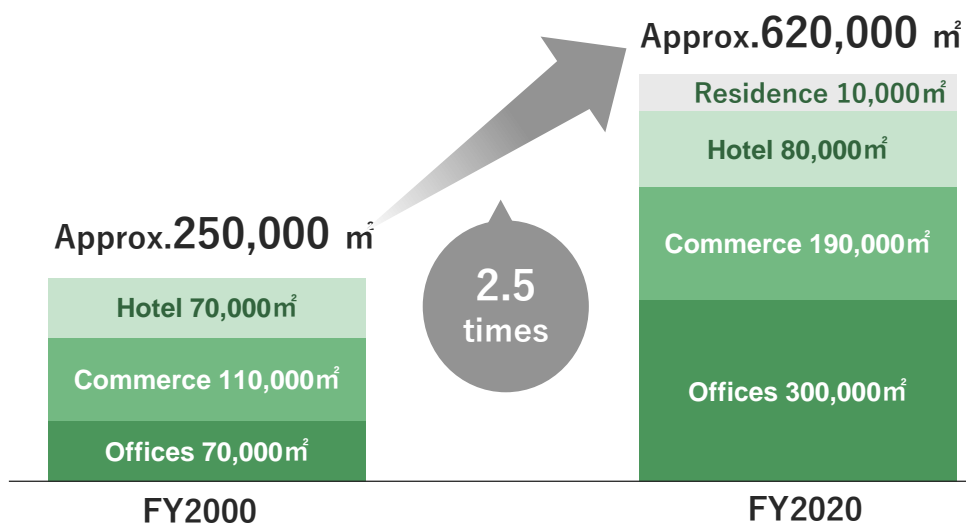 Approx.620,000 ㎡
Residence 10,000㎡
Hotel 80,000㎡
Commerce 190,000㎡
Offices 300,000㎡
FY2020
2.5
times
Approx.250,000 ㎡
Hotel 70,000㎡
Commerce 110,000㎡
Offices 70,000㎡
FY2000